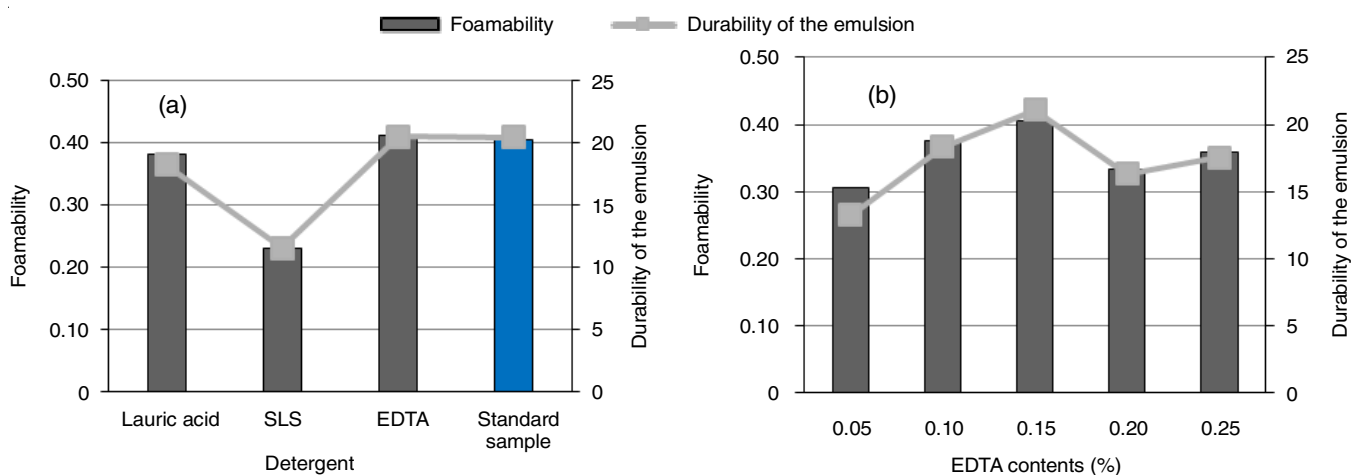 Foamability
Durability of the emulsion
(a)
Foamability
0.50
0.40
0.30
0.20
0.10
0
25
20
15
10
5
0
Durability of the emulsion
Lauric acid
SLS
EDTA
Standard
sample
Detergent
(b)
Foamability
0.50
0.40
0.30
0.20
0.10
0
25
20
15
10
5
0
Durability of the emulsion
0.05
0.10
0.15
0.20
0.25
EDTA contents (%)